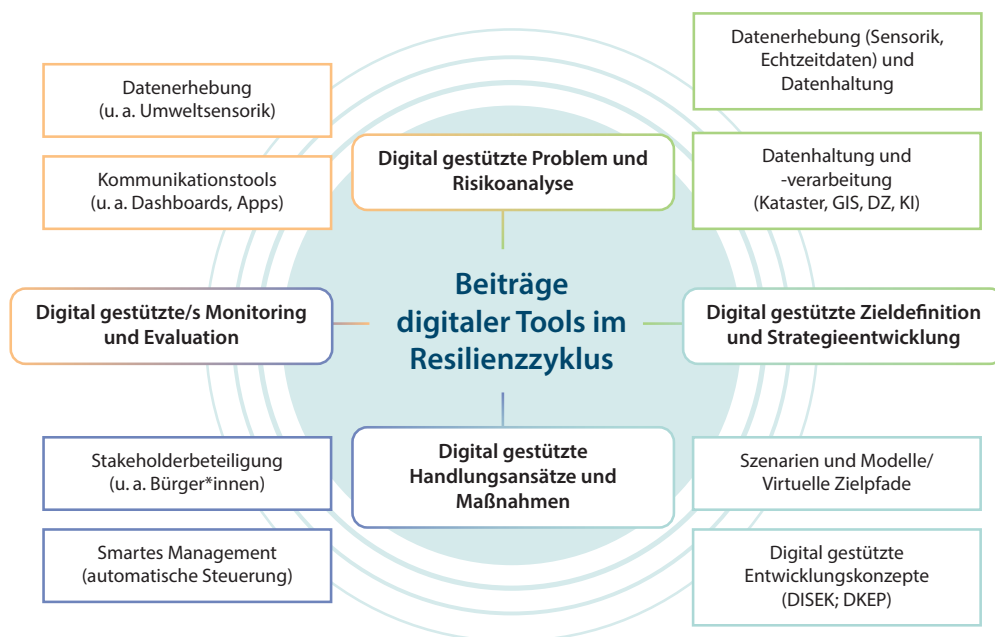 Datenerhebung
(u. a. Umweltsensorik)
Kommunikationstools
(u. a. Dashboards, Apps)
Digital gestützte Problem und
Risikoanalyse
Datenerhebung (Sensorik,
Echtzeitdaten) und
Datenhaltung
Datenhaltung und
-verarbeitung
(Kataster, GIS, DZ, KI)
Digital gestützte/s Monitoring
und Evaluation
Beiträge
digitaler Tools im
Resilienzzyklus
Digital gestützte Zieldefinition
und Strategieentwicklung
Stakeholderbeteiligung
(u. a. Bürger*innen)
Smartes Management
(automatische Steuerung)
Digital gestützte
Handlungsansätze und
Maßnahmen
Szenarien und Modelle/
Virtuelle Zielpfade
Digital gestützte
Entwicklungskonzepte
(DISEK; DKEP)